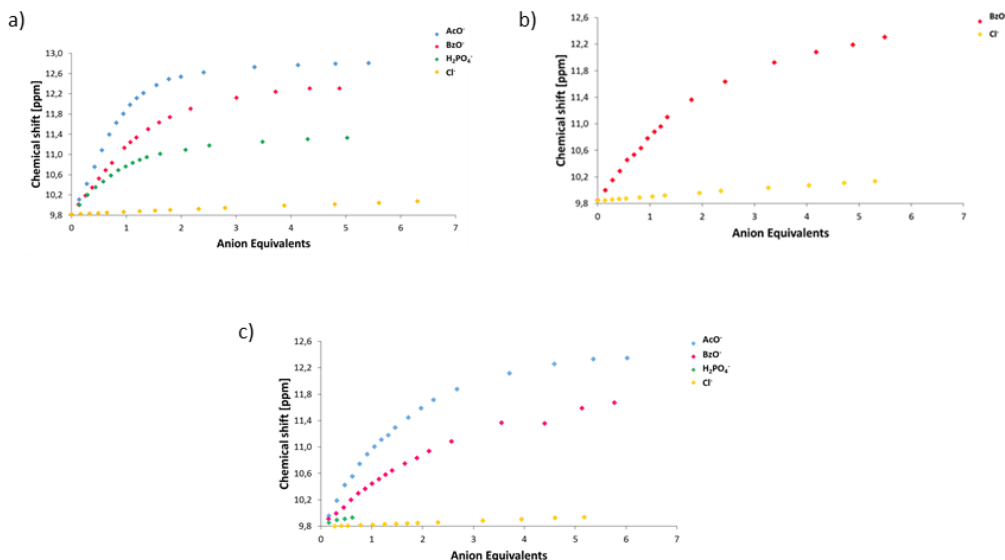 a)
AcO⁻
BzO⁻
H₂PO₄⁻
Cl⁻
13,0
12,6
12,2
11,8
11,4
11,0
10,6
10,2
9,8
Chemical shift [ppm]
0 1 2 3 4 5 6 7
Anion Equivalents
b)
BzO
Cl⁻
12,6
12,2
11,8
11,4
11,0
10,6
10,2
9,8
Chemical shift [ppm]
0 1 2 3 4 5 6 7
Anion Equivalents
c)
AcO⁻
BzO⁻
H₂PO₄⁻
Cl⁻
12,6
12,2
11,8
11,4
11,0
10,6
10,2
9,8
Chemical shift [ppm]
0 1 2 3 4 5 6 7
Anion Equivalents